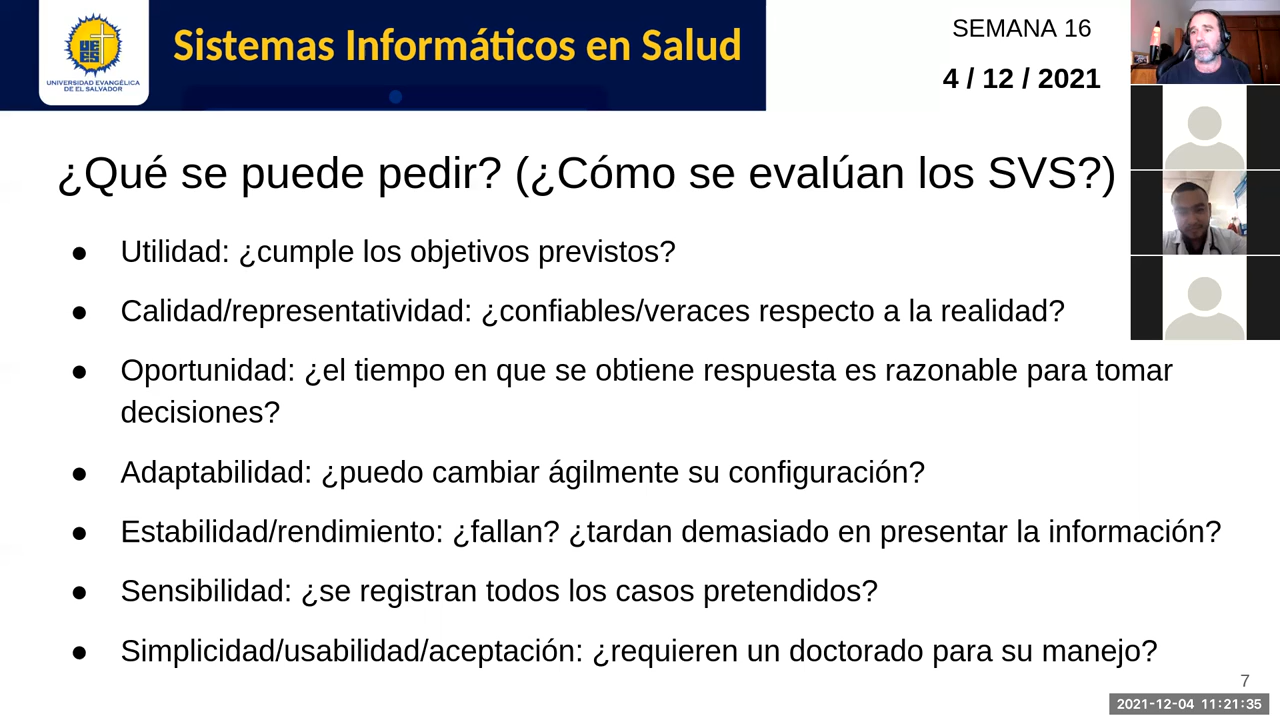 UEES
UNIVERSIDAD EVANGÉLICA
DE EL SALVADOR
Sistemas Informáticos en Salud
SEMANA 16
4 / 12 / 2021
¿Qué se puede pedir? (¿Cómo se evalúan los SVS?)
● Utilidad: ¿cumple los objetivos previstos?
● Calidad/representatividad: ¿confiables/veraces respecto a la realidad?
● Oportunidad: ¿el tiempo en que se obtiene respuesta es razonable para tomar
decisiones?
● Adaptabilidad: ¿puedo cambiar ágilmente su configuración?
● Estabilidad/rendimiento: ¿fallan? ¿tardan demasiado en presentar la información?
● Sensibilidad: ¿se registran todos los casos pretendidos?
● Simplicidad/usabilidad/aceptación: ¿requieren un doctorado para su manejo?
7
2021-12-04 11:21:35